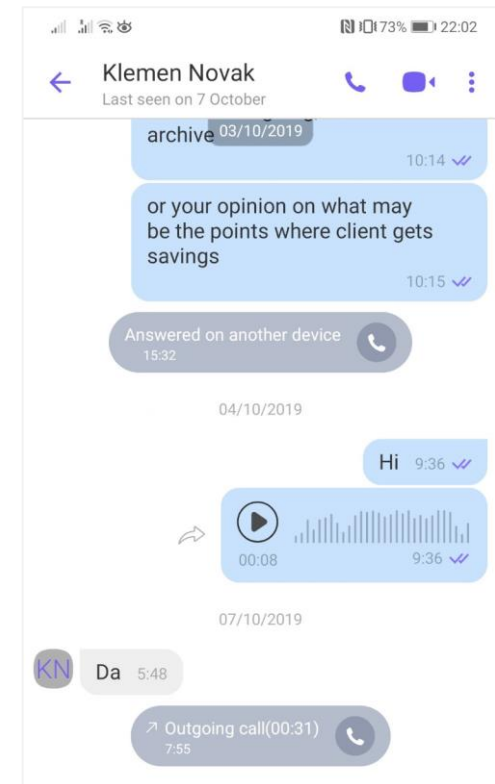 73% 22:02
Klemen Novak
Last seen on 7 October
archive
03/10/2019
10:14
or your opinion on what may
be the points where client gets
savings
10:15
Answered on another device
15:32
04/10/2019
Hi 9:36
00:08 9:36
07/10/2019
KN Da 5:48
Outgoing call(00:31)
7:55